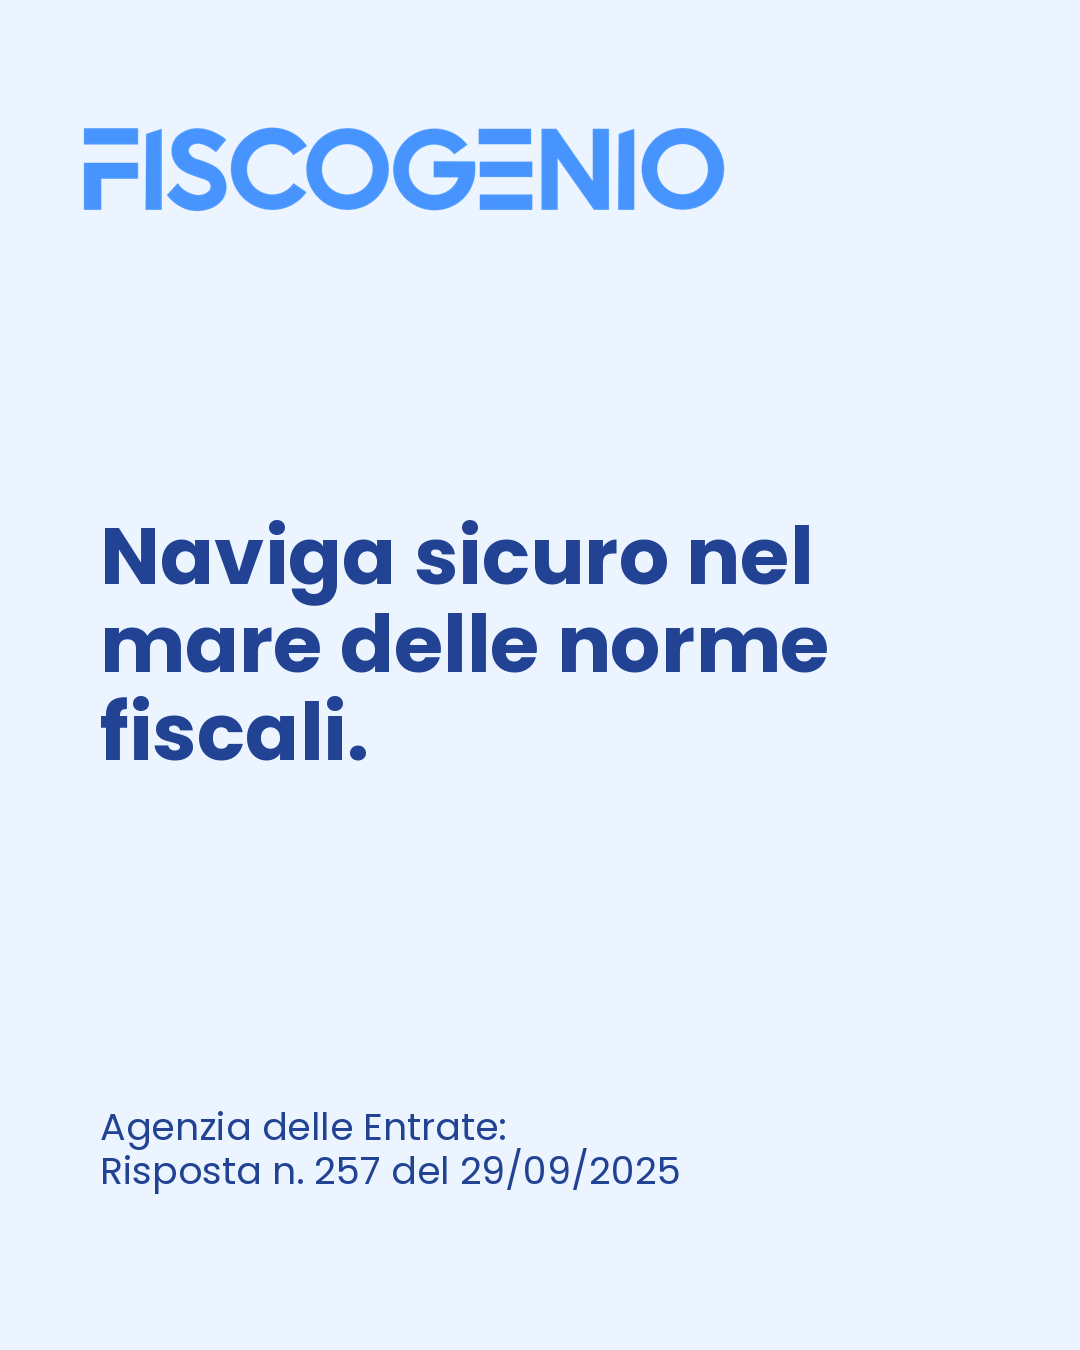 FISCOGENIO
Naviga sicuro nel
mare delle norme
fiscali.
Agenzia delle Entrate:
Risposta n. 257 del 29/09/2025